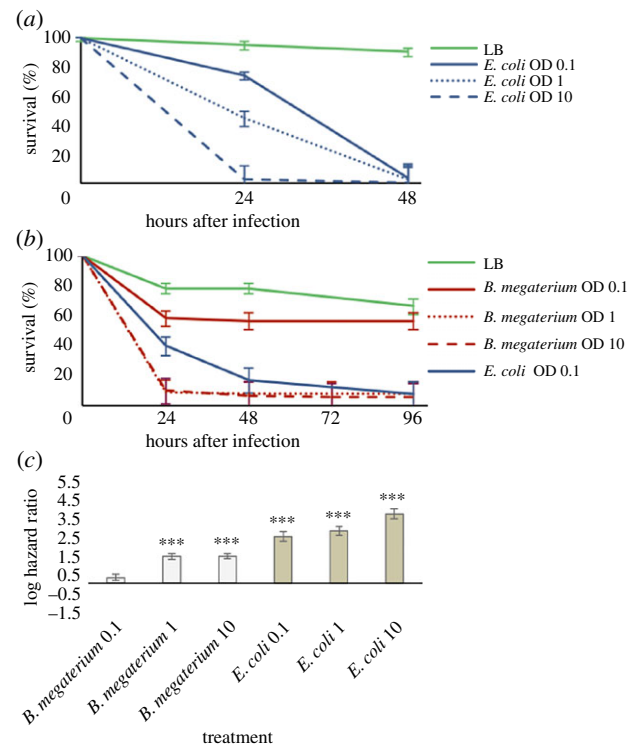 (a)
100
80
60
40
20
0
survival (%)
24
48
hours after infection
LB
E. coli OD 0.1
E. coli OD 1
E. coli OD 10
(b)
100
80
60
40
20
0
survival (%)
24
48
72
96
hours after infection
LB
B. megaterium OD 0.1
B. megaterium OD 1
B. megaterium OD 10
E. coli OD 0.1
(c)
5.5
4.5
3.5
2.5
1.5
0.5
–0.5
–1.5
log hazard ratio
***
***
***
***
***
B. megaterium 0.1
B. megaterium 1
B. megaterium 10
E. coli 0.1
E. coli 1
E. coli 10
treatment